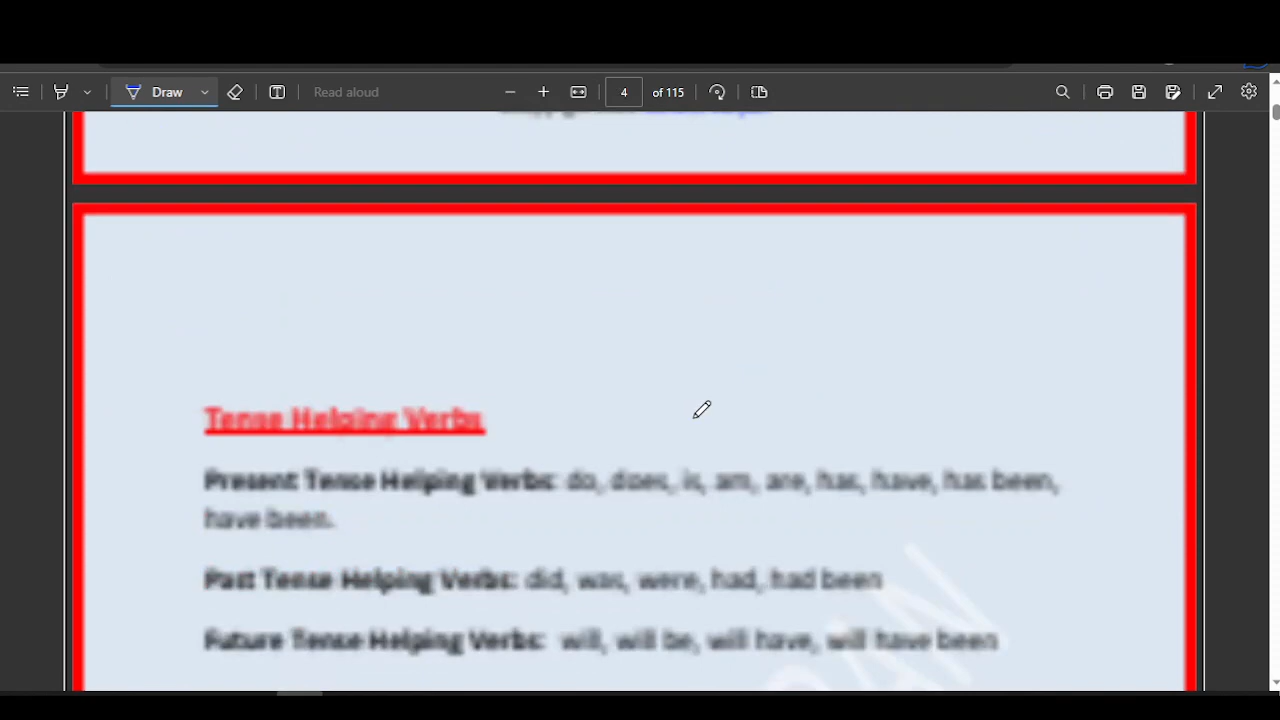 Draw
Read aloud
4 of 115
Tense Helping Verbs
Present Tense Helping Verbs: do, does, is, am, are, has, have, has been,
have been.
Past Tense Helping Verbs: did, was, were, had, had been
Future Tense Helping Verbs: will, will be, will have, will have been